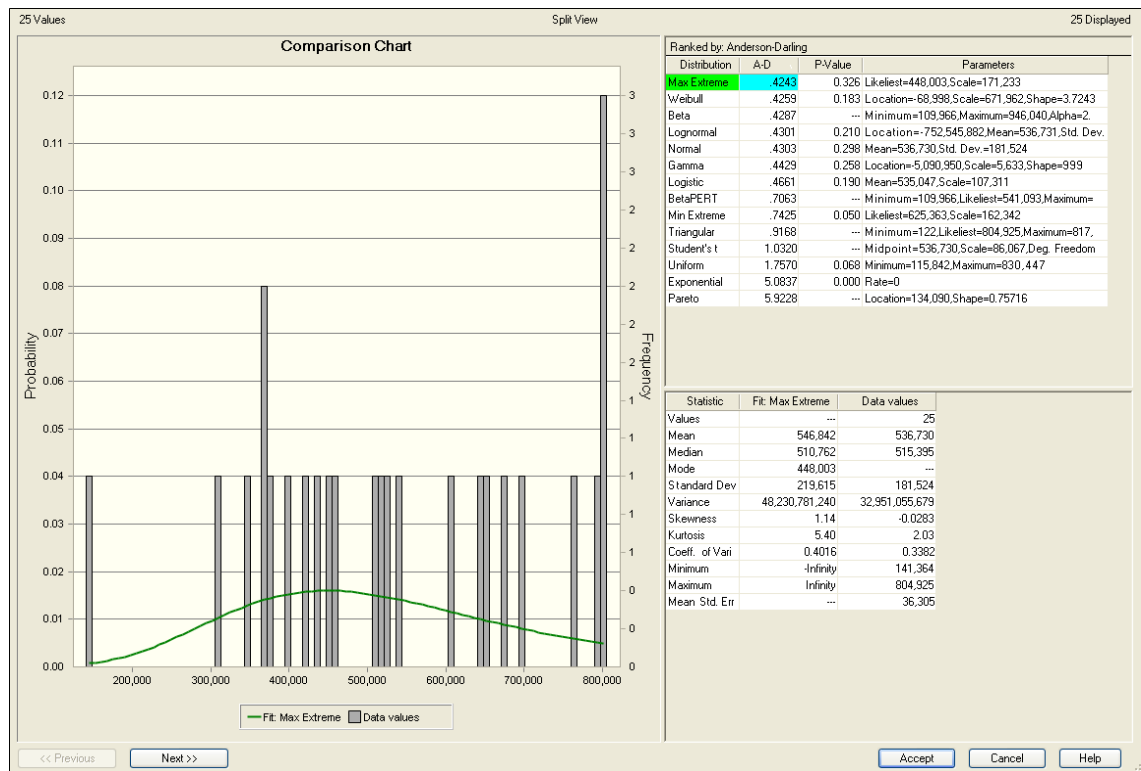 25 Values Split View 25 Displayed
Comparison Chart
0.12
0.11
0.10
0.09
0.08
0.07
0.06
0.05
0.04
0.03
0.02
0.01
0.00
Probability
3
3
3
2
2
2
2
2
1
1
1
1
1
0
0
0
Frequency
200,000 300,000 400,000 500,000 600,000 700,000 800,000
Fit: Max Extreme Data values
Ranked by: Anderson-Darling
Distribution A-D P-Value Parameters
Max Extreme .4243 0.326 Likeliest=448,003,Scale=171,233
Weibull .4259 0.183 Location=-68,998,Scale=671,962,Shape=3.7243
Beta .4287 --- Minimum=109,966,Maximum=946,040,Alpha=2.
Lognormal .4301 0.210 Location=-752,545,882,Mean=536,731,Std. Dev.
Normal .4303 0.298 Mean=536,730,Std. Dev.=181,524
Gamma .4429 0.258 Location=-5,090,950,Scale=5,633,Shape=999
Logistic .4661 0.190 Mean=535,047,Scale=107,311
BetaPERT .7063 --- Minimum=109,966,Likeliest=541,093,Maximum=
Min Extreme .7425 0.050 Likeliest=625,363,Scale=162,342
Triangular .9168 --- Minimum=122,Likeliest=804,925,Maximum=817,
Student's t 1.0320 --- Midpoint=536,730,Scale=86,067,Deg. Freedom
Uniform 1.7570 0.068 Minimum=115,842,Maximum=830,447
Exponential 5.0837 0.000 Rate=0
Pareto 5.9228 --- Location=134,090,Shape=0.75716
Statistic Fit: Max Extreme Data values
Values --- 25
Mean 546,842 536,730
Median 510,762 515,395
Mode 448,003 ---
Standard Dev 219,615 181,524
Variance 48,230,781,240 32,951,055,679
Skewness 1.14 -0.0283
Kurtosis 5.40 2.03
Coeff. of Vari 0.4016 0.3382
Minimum -Infinity 141,364
Maximum Infinity 804,925
Mean Std. Err --- 36,305
<< Previous Next >> Accept Cancel Help